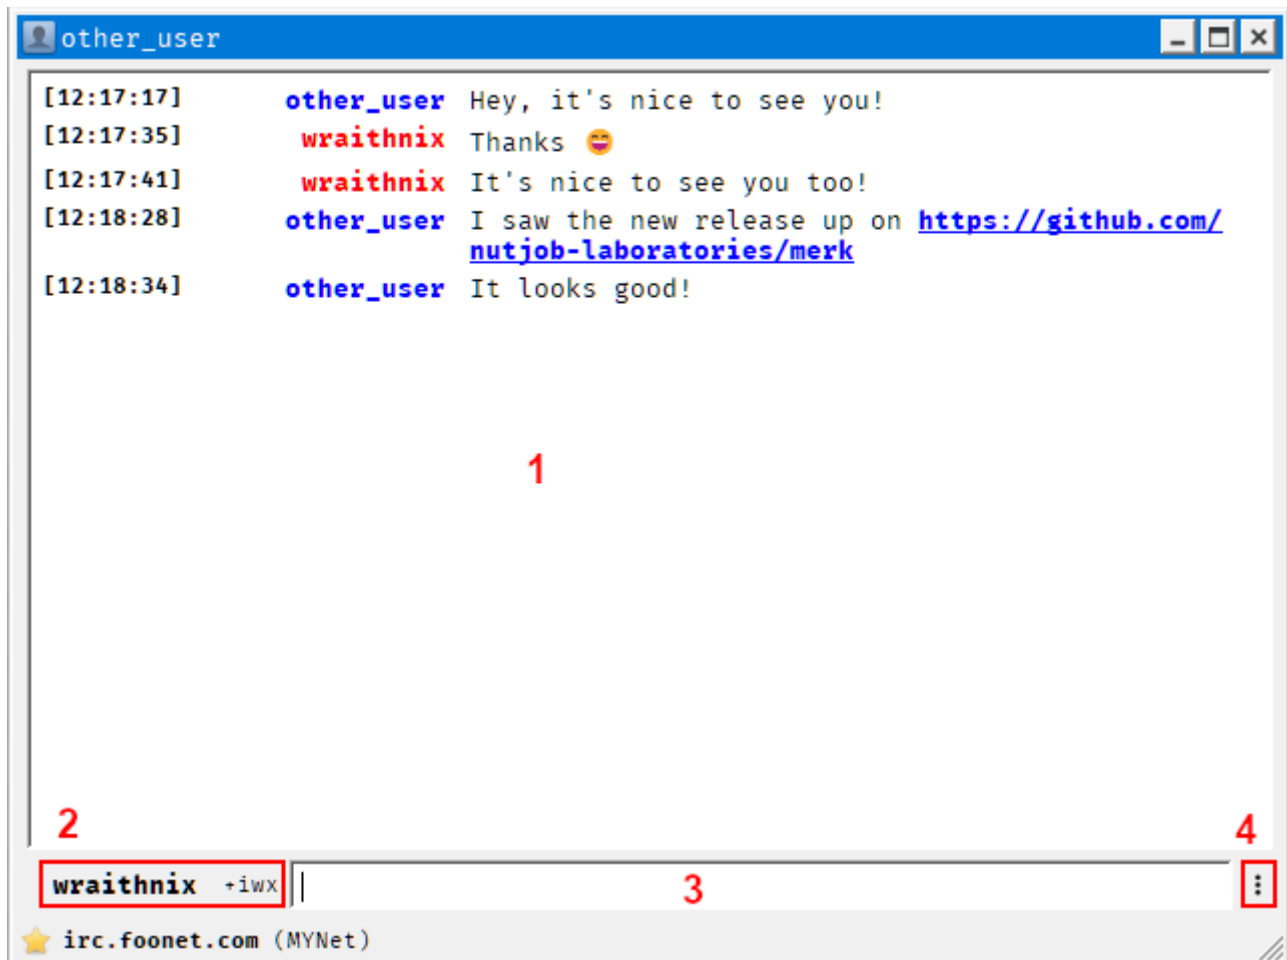 other_user
[12:17:17] other_user Hey, it's nice to see you!
[12:17:35] wraithnix Thanks 😄
[12:17:41] wraithnix It's nice to see you too!
[12:18:28] other_user I saw the new release up on https://github.com/
nutjob-laboratories/merk
[12:18:34] other_user It looks good!
1
2
4
wraithnix +iwx
3
irc.foonet.com (MYNet)